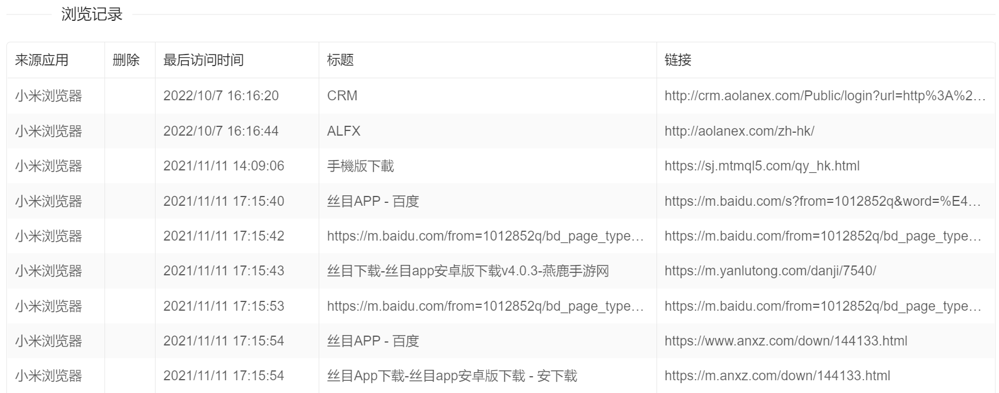 浏览记录
来源应用 删除 最后访问时间 标题 链接
小米浏览器 2022/10/7 16:16:20 CRM http://crm.aolanex.com/Public/login?url=http%3A%2...
小米浏览器 2022/10/7 16:16:44 ALFX http://aolanex.com/zh-hk/
小米浏览器 2021/11/11 14:09:06 手機版下載 https://sj.mtmql5.com/qy_hk.html
小米浏览器 2021/11/11 17:15:40 丝目APP - 百度 https://m.baidu.com/s?from=1012852q&word=%E4...
小米浏览器 2021/11/11 17:15:42 https://m.baidu.com/from=1012852q/bd_page_type... https://m.baidu.com/from=1012852q/bd_page_type...
小米浏览器 2021/11/11 17:15:43 丝目下载-丝目app安卓版下载v4.0.3-燕鹿手游网 https://m.yanlutong.com/danji/7540/
小米浏览器 2021/11/11 17:15:53 https://m.baidu.com/from=1012852q/bd_page_type... https://m.baidu.com/from=1012852q/bd_page_type...
小米浏览器 2021/11/11 17:15:54 丝目APP - 百度 https://www.anxz.com/down/144133.html
小米浏览器 2021/11/11 17:15:54 丝目App下载-丝目app安卓版下载 - 安下载 https://m.anxz.com/down/144133.html